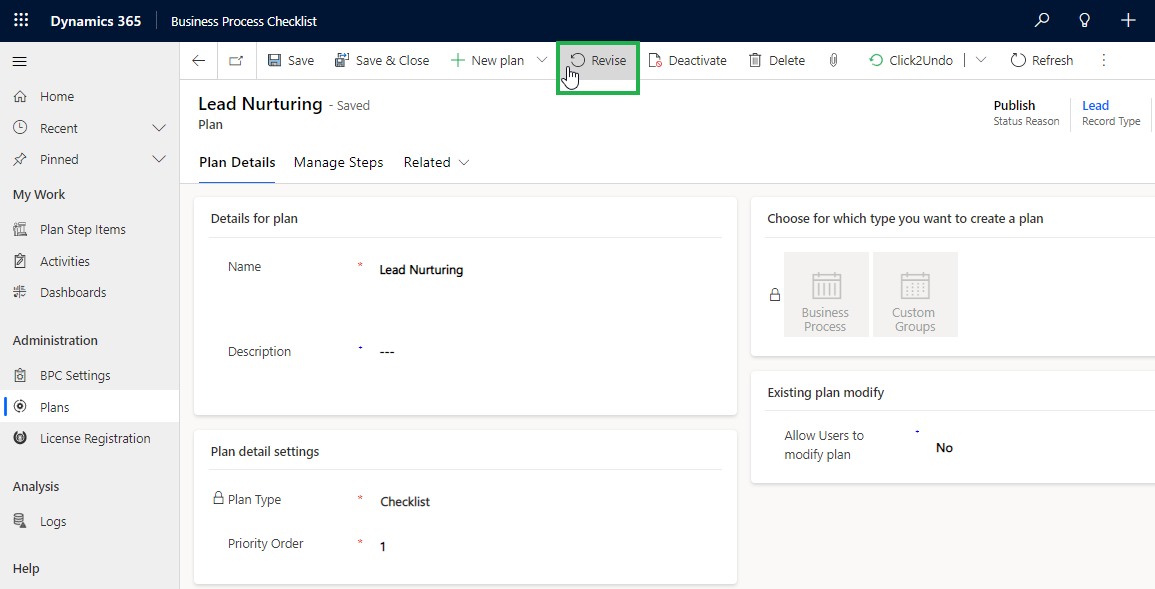 Dynamics 365
Business Process Checklist
Save
Save & Close
New plan
Revise
Deactivate
Delete
Click2Undo
Refresh
Home
Recent
Pinned
My Work
Plan Step Items
Activities
Dashboards
Administration
BPC Settings
Plans
License Registration
Analysis
Logs
Help
Lead Nurturing - Saved
Plan
Publish
Status Reason
Lead
Record Type
Plan Details
Manage Steps
Related
Details for plan
Name * Lead Nurturing
Description + ---
Plan detail settings
Plan Type * Checklist
Priority Order * 1
Choose for which type you want to create a plan
Business
Process
Custom
Groups
Existing plan modify
Allow Users to
modify plan
+ No